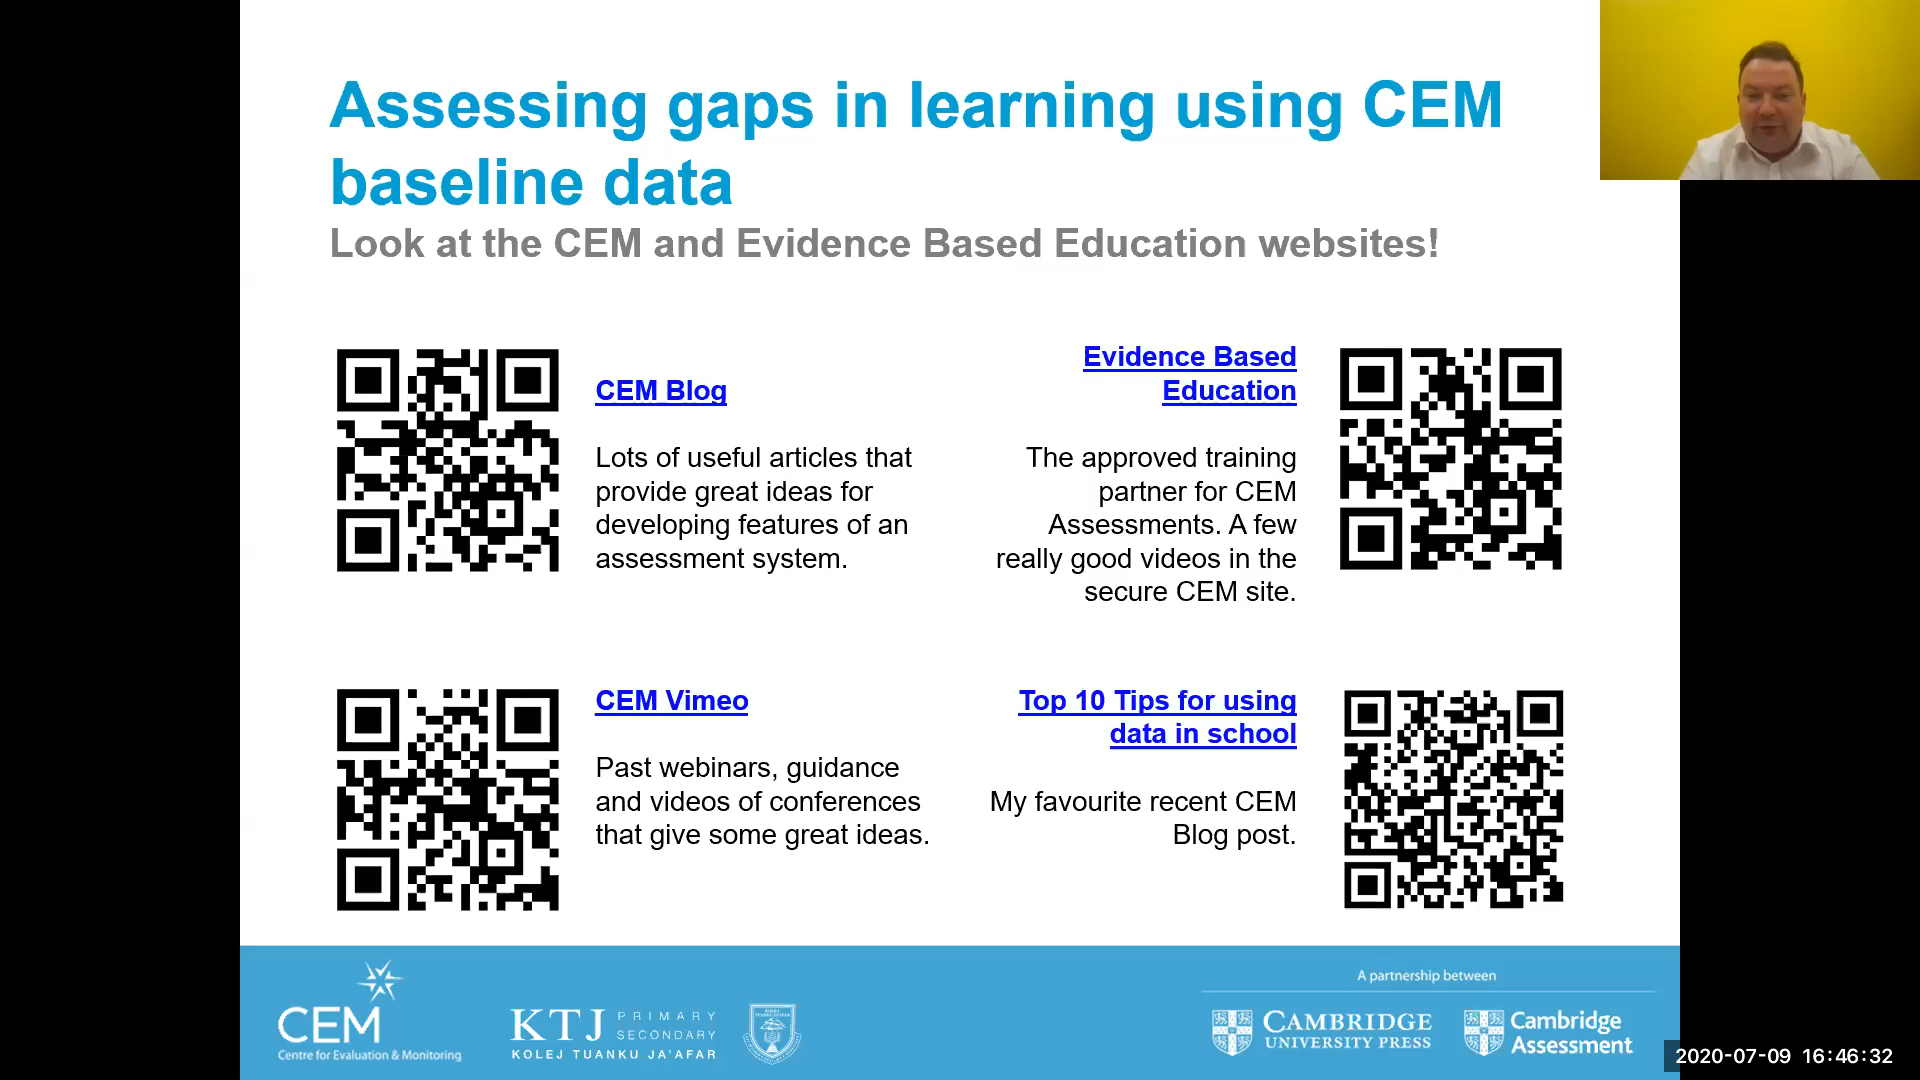 Assessing gaps in learning using CEM
baseline data
Look at the CEM and Evidence Based Education websites!
CEM Blog
Lots of useful articles that
provide great ideas for
developing features of an
assessment system.
Evidence Based
Education
The approved training
partner for CEM
Assessments. A few
really good videos in the
secure CEM site.
CEM Vimeo
Past webinars, guidance
and videos of conferences
that give some great ideas.
Top 10 Tips for using
data in school
My favourite recent CEM
Blog post.
CEM
Centre for Evaluation & Monitoring
KTJ PRIMARY
SECONDARY
KOLEJ TUANKU JA'AFAR
A partnership between
CAMBRIDGE
UNIVERSITY PRESS
Cambridge
Assessment
2020-07-09 16:46:32